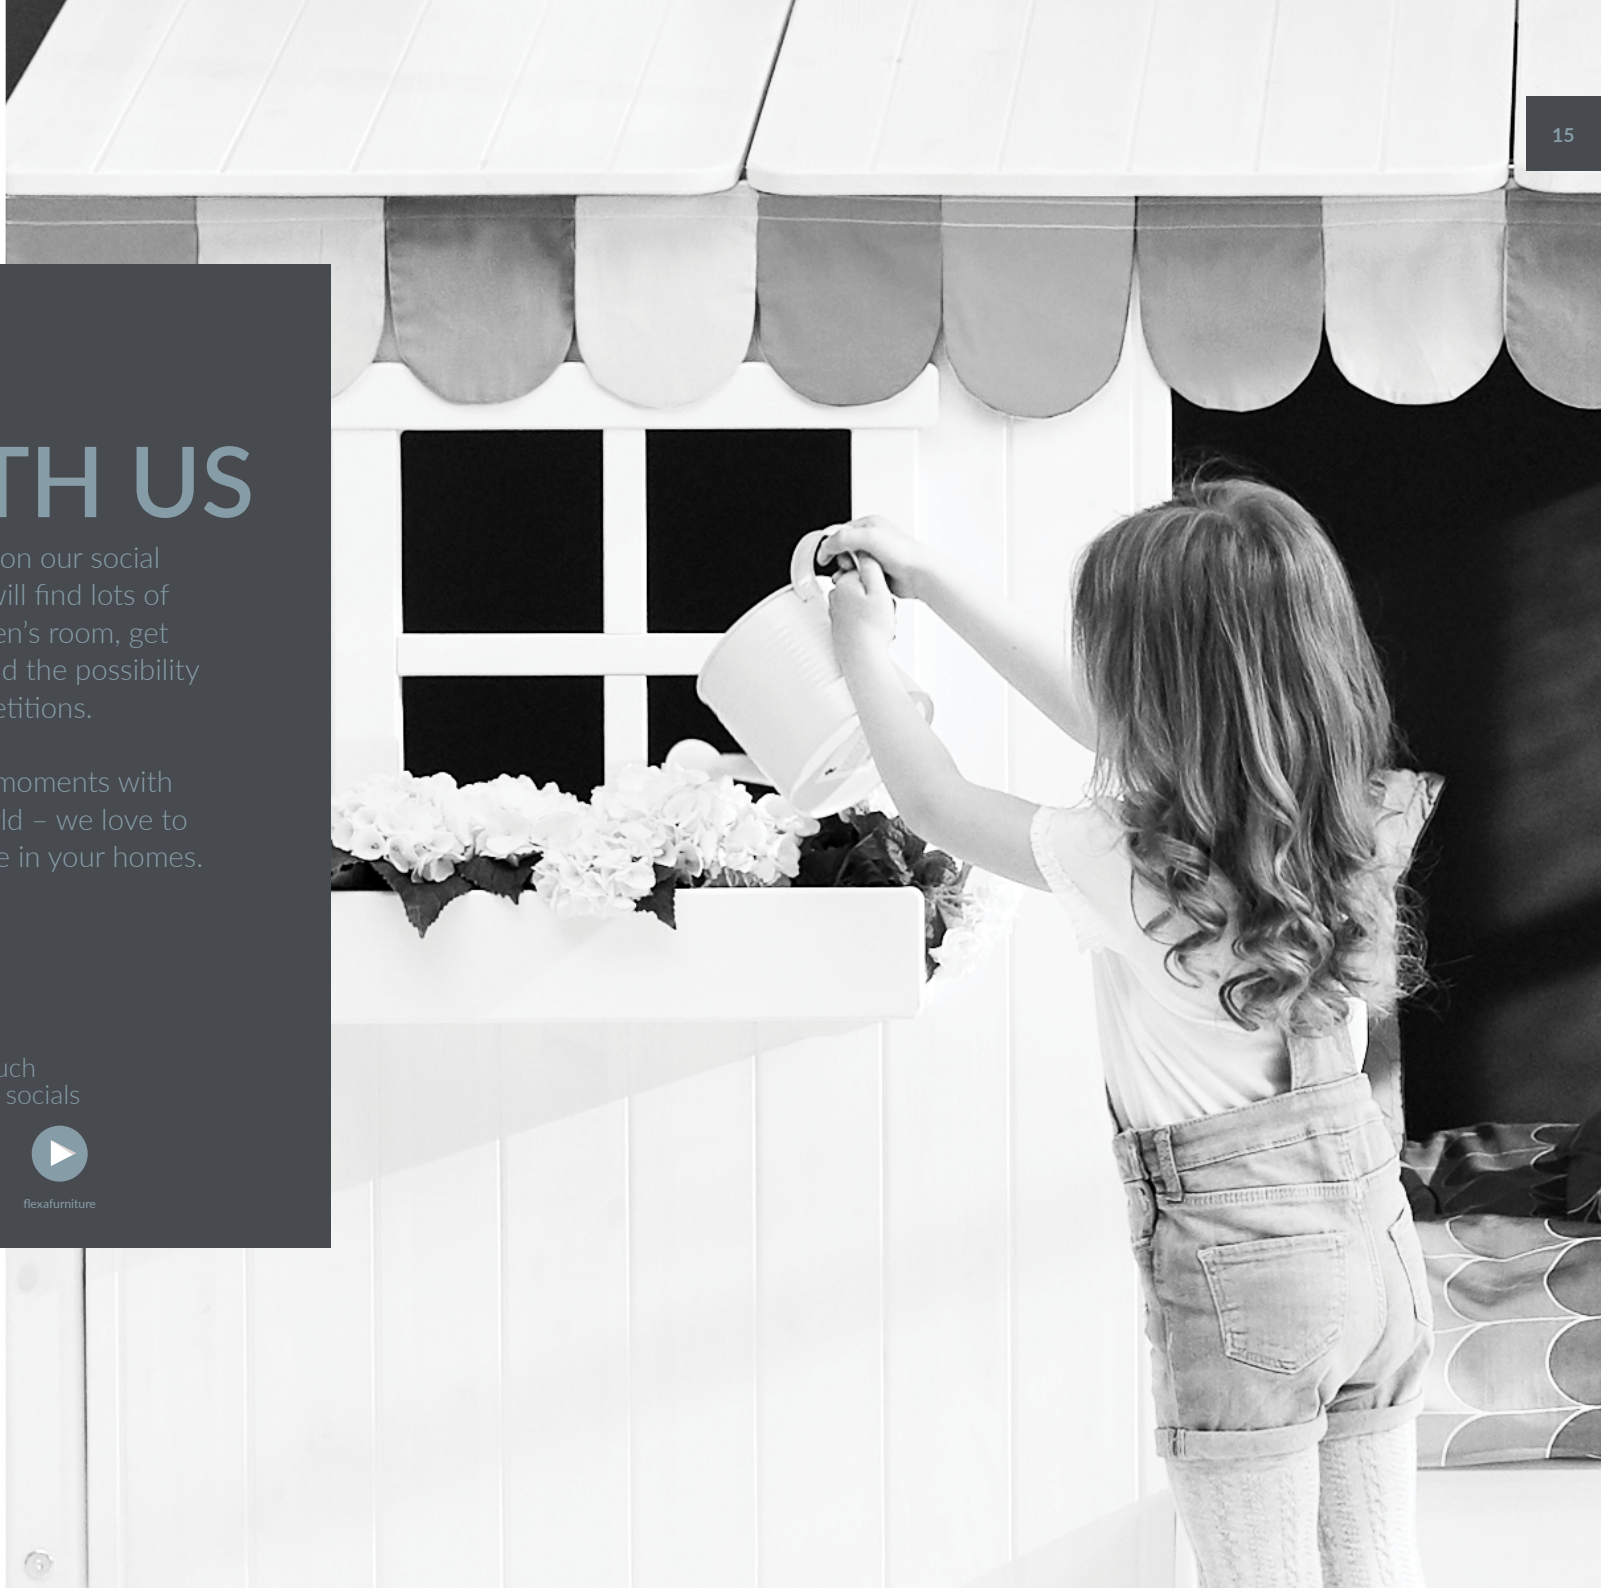 15
TH US
on our social
will find lots of
en's room, get
d the possibility
etitions.
moments with
ld – we love to
e in your homes.
uch
socials
flexafurniture